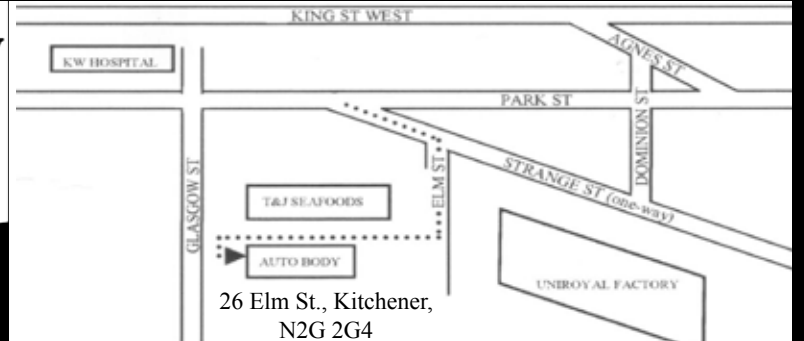 KING ST WEST
AGNES ST
KW HOSPITAL
PARK ST
DOMINION ST
GLASGOW ST
ELM ST
STRANGE ST (one-way)
T&J SEAFOODS
AUTO BODY
UNIROYAL FACTORY
26 Elm St., Kitchener,
N2G 2G4